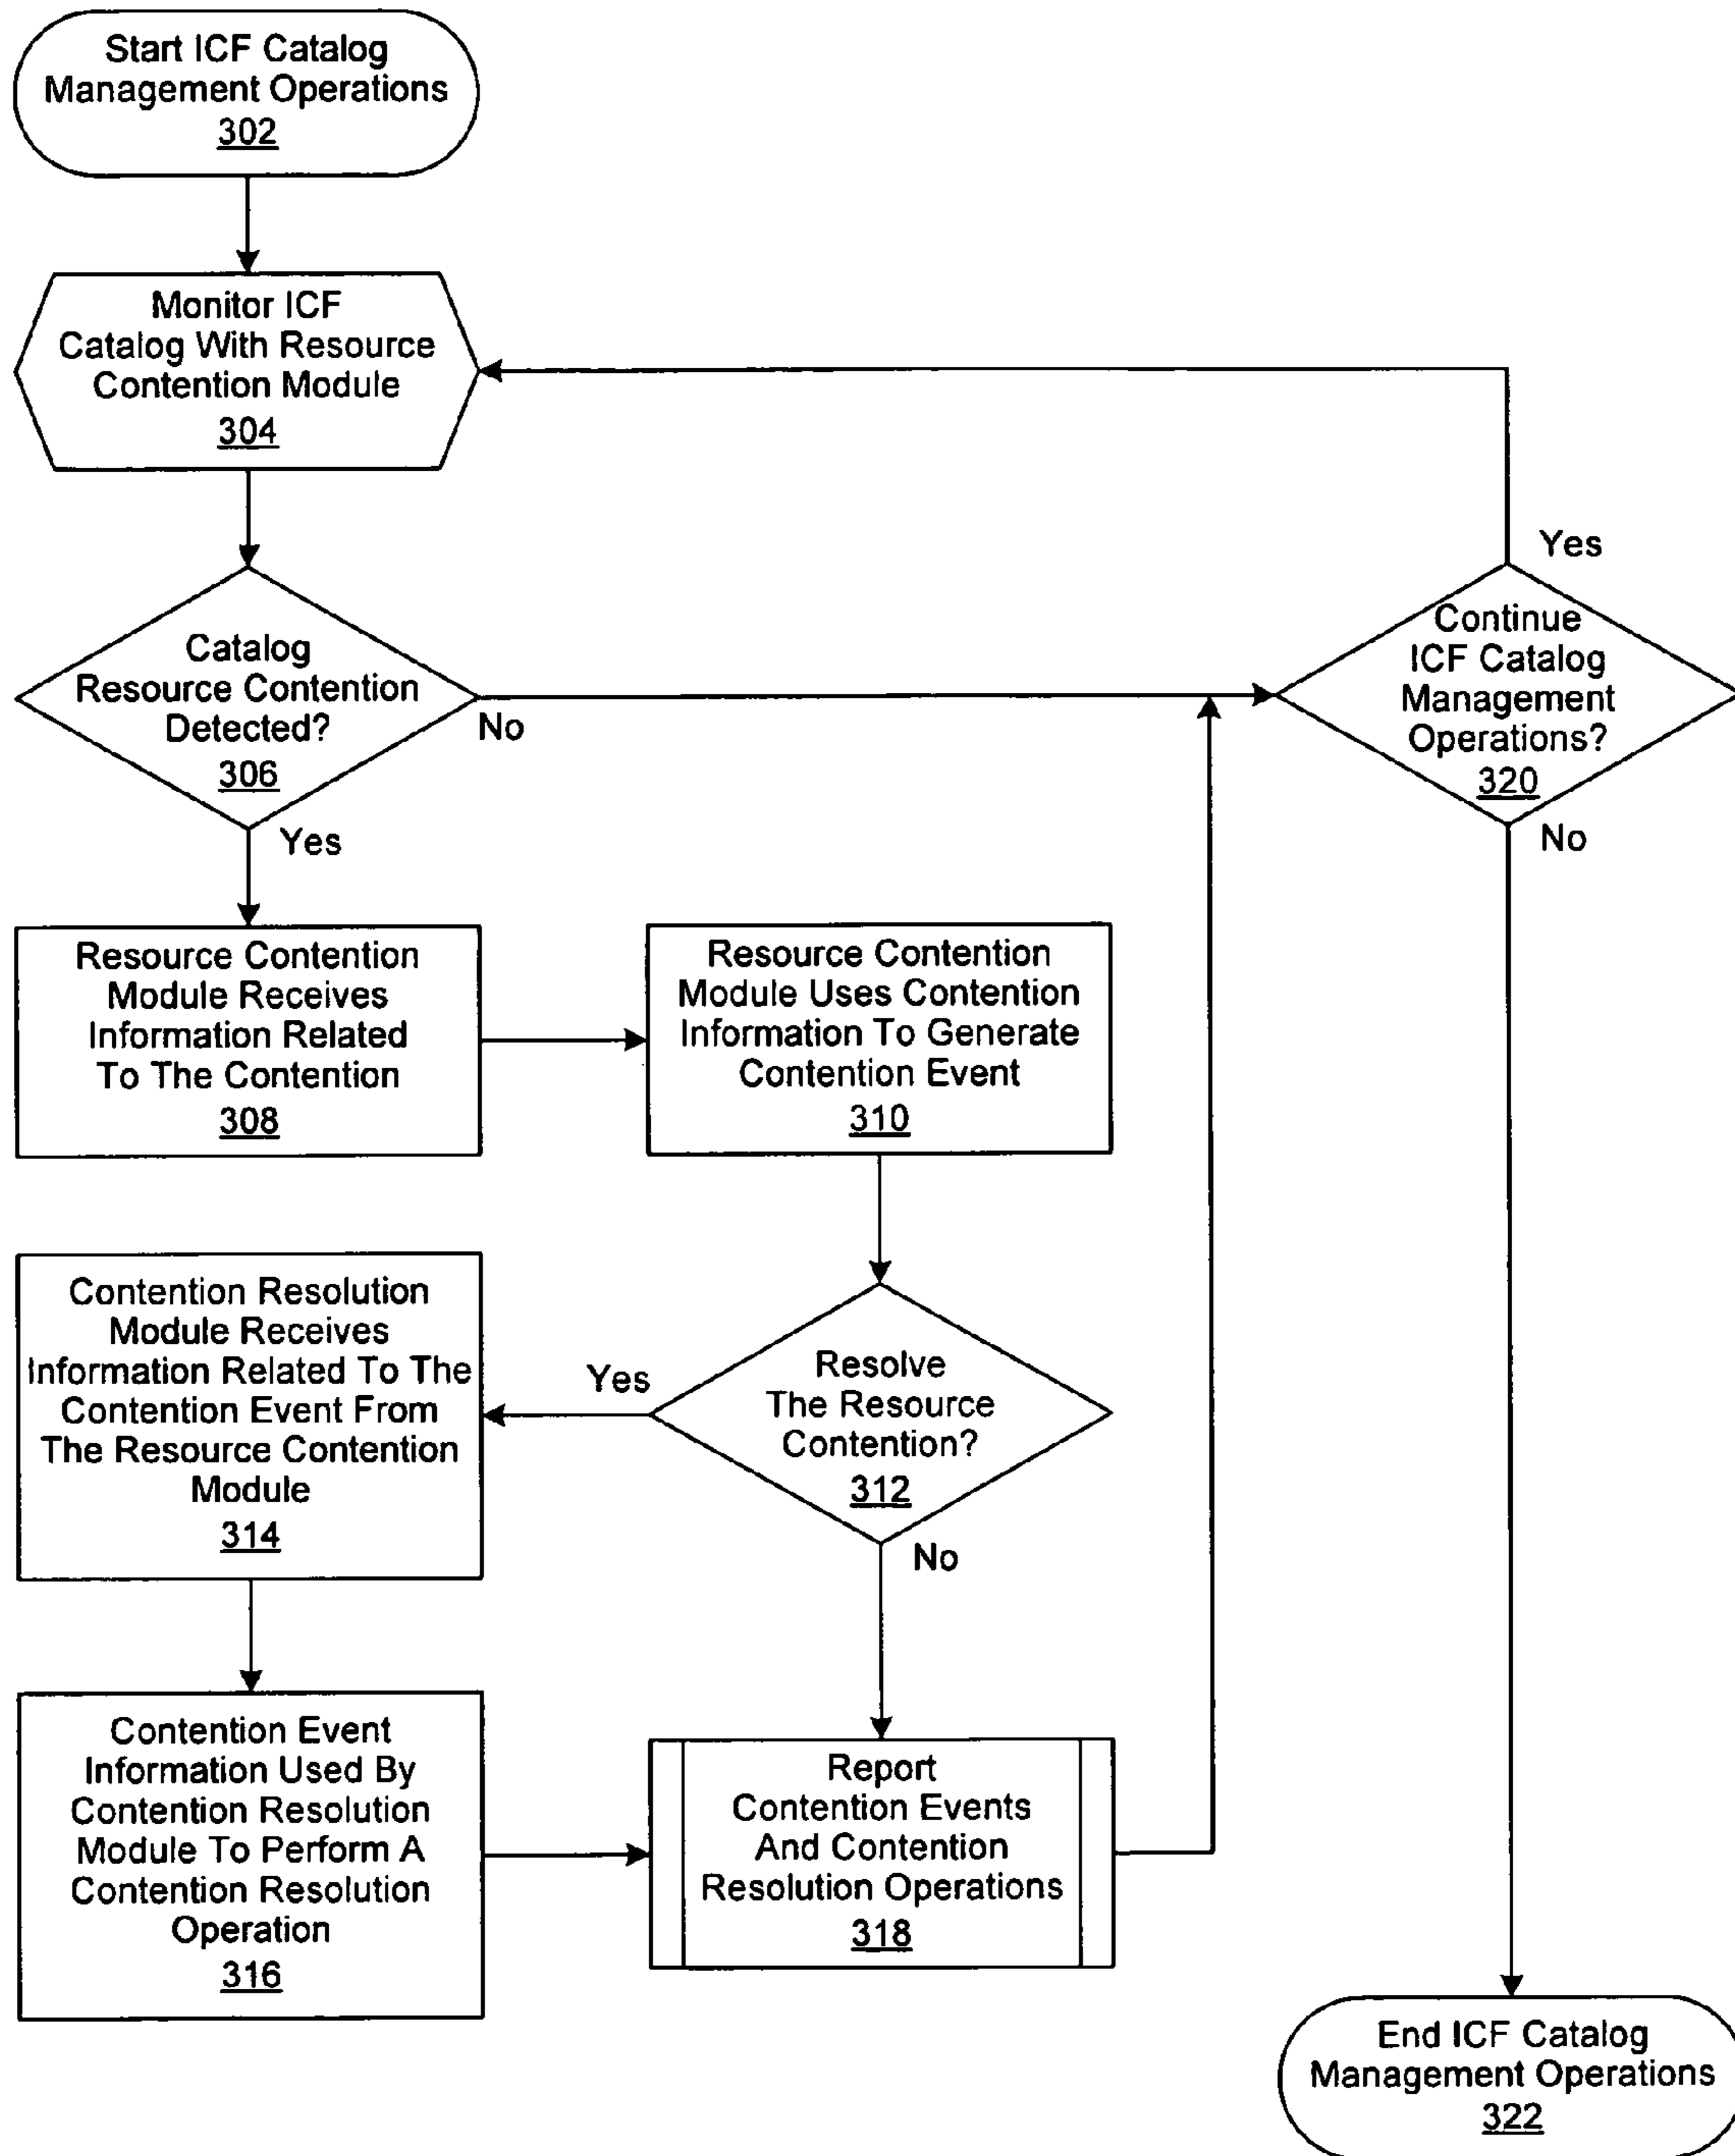 Start ICF Catalog
Management Operations
302
Monitor ICF
Catalog With Resource
Contention Module
304
Catalog
Resource Contention
Detected?
306
No
Yes
Yes
Continue
ICF Catalog
Management
Operations?
320
No
Resource Contention
Module Receives
Information Related
To The Contention
308
Resource Contention
Module Uses Contention
Information To Generate
Contention Event
310
Contention Resolution
Module Receives
Information Related To The
Contention Event From
The Resource Contention
Module
314
Yes
Resolve
The Resource
Contention?
312
No
Contention Event
Information Used By
Contention Resolution
Module To Perform A
Contention Resolution
Operation
316
Report
Contention Events
And Contention
Resolution Operations
318
End ICF Catalog
Management Operations
322